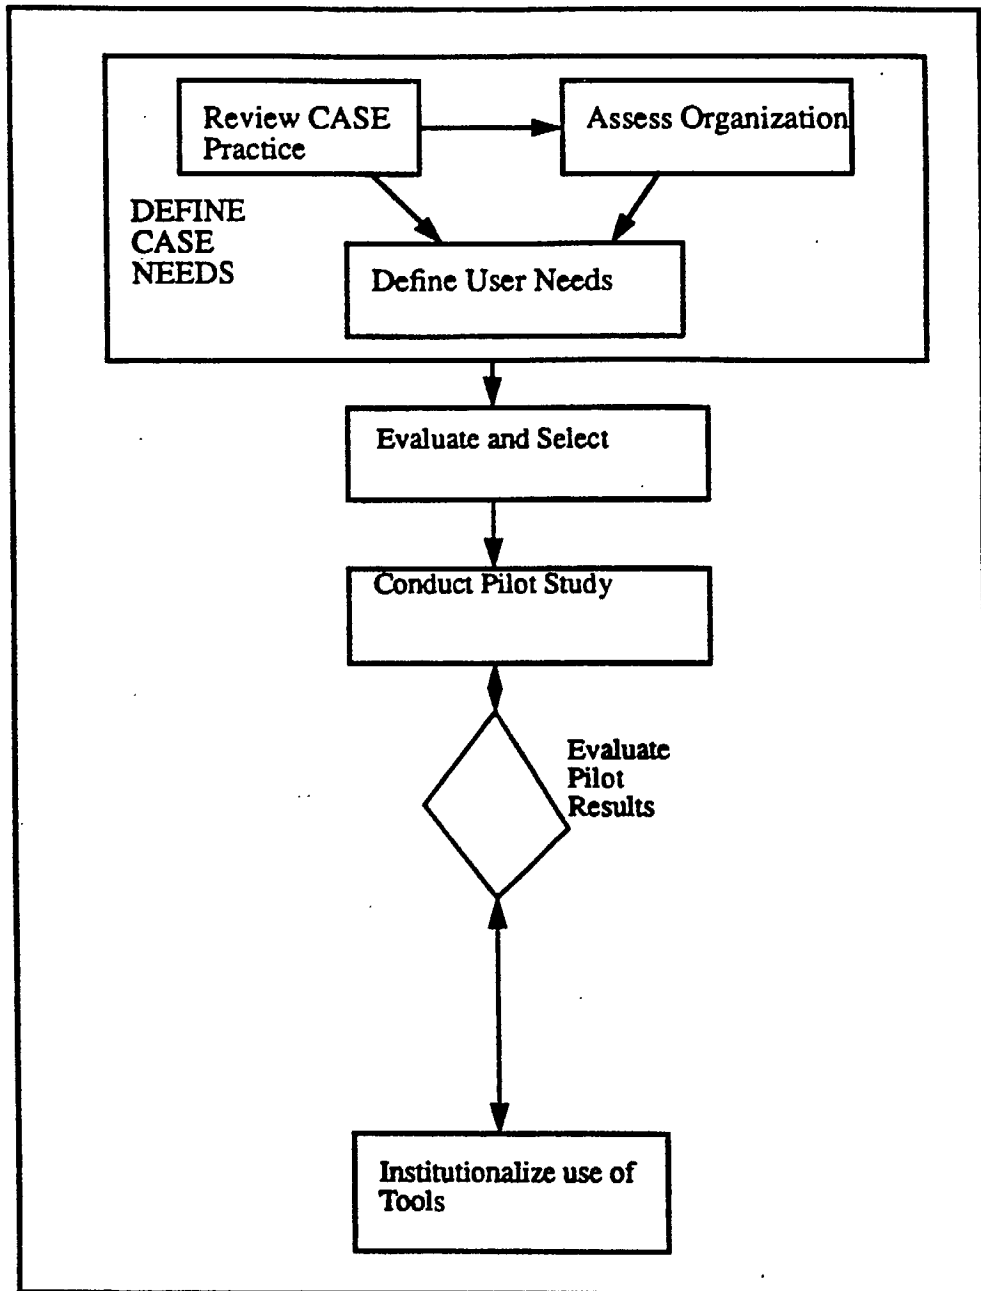 Review CASE
Practice
Assess Organization
DEFINE
CASE
NEEDS
Define User Needs
Evaluate and Select
Conduct Pilot Study
Evaluate
Pilot
Results
Institutionalize use of
Tools